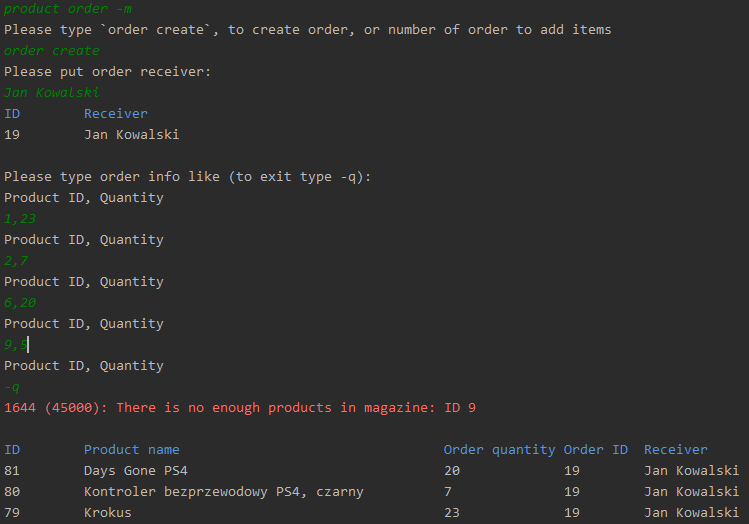 product order -m
Please type `order create`, to create order, or number of order to add items
order create
Please put order receiver:
Jan Kowalski
ID Receiver
19 Jan Kowalski
Please type order info like (to exit type -q):
Product ID, Quantity
1,23
Product ID, Quantity
2,7
Product ID, Quantity
6,20
Product ID, Quantity
9,5
Product ID, Quantity
-q
1644 (45000): There is no enough products in magazine: ID 9
ID Product name Order quantity Order ID Receiver
81 Days Gone PS4 20 19 Jan Kowalski
80 Kontroler bezprzewodowy PS4, czarny 7 19 Jan Kowalski
79 Krokus 23 19 Jan Kowalski